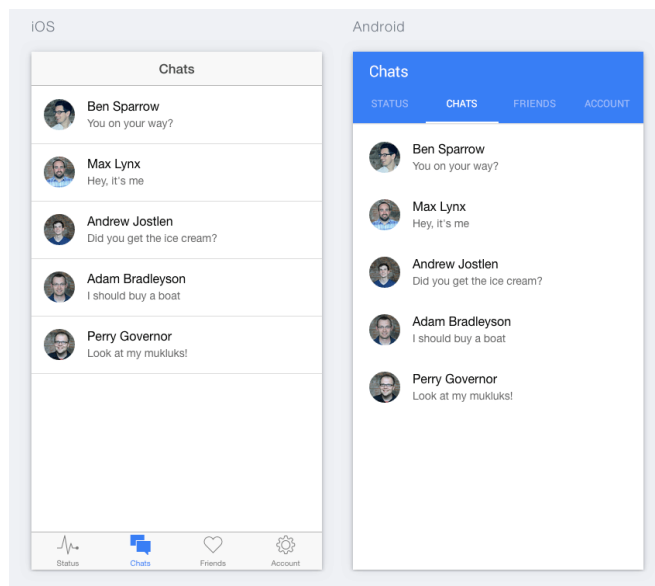 iOS
Chats
Ben Sparrow
You on your way?
Max Lynx
Hey, it's me
Andrew Jostlen
Did you get the ice cream?
Adam Bradleyson
I should buy a boat
Perry Governor
Look at my mukluks!
Status Chats Friends Account
Android
Chats
STATUS CHATS FRIENDS ACCOUNT
Ben Sparrow
You on your way?
Max Lynx
Hey, it's me
Andrew Jostlen
Did you get the ice cream?
Adam Bradleyson
I should buy a boat
Perry Governor
Look at my mukluks!